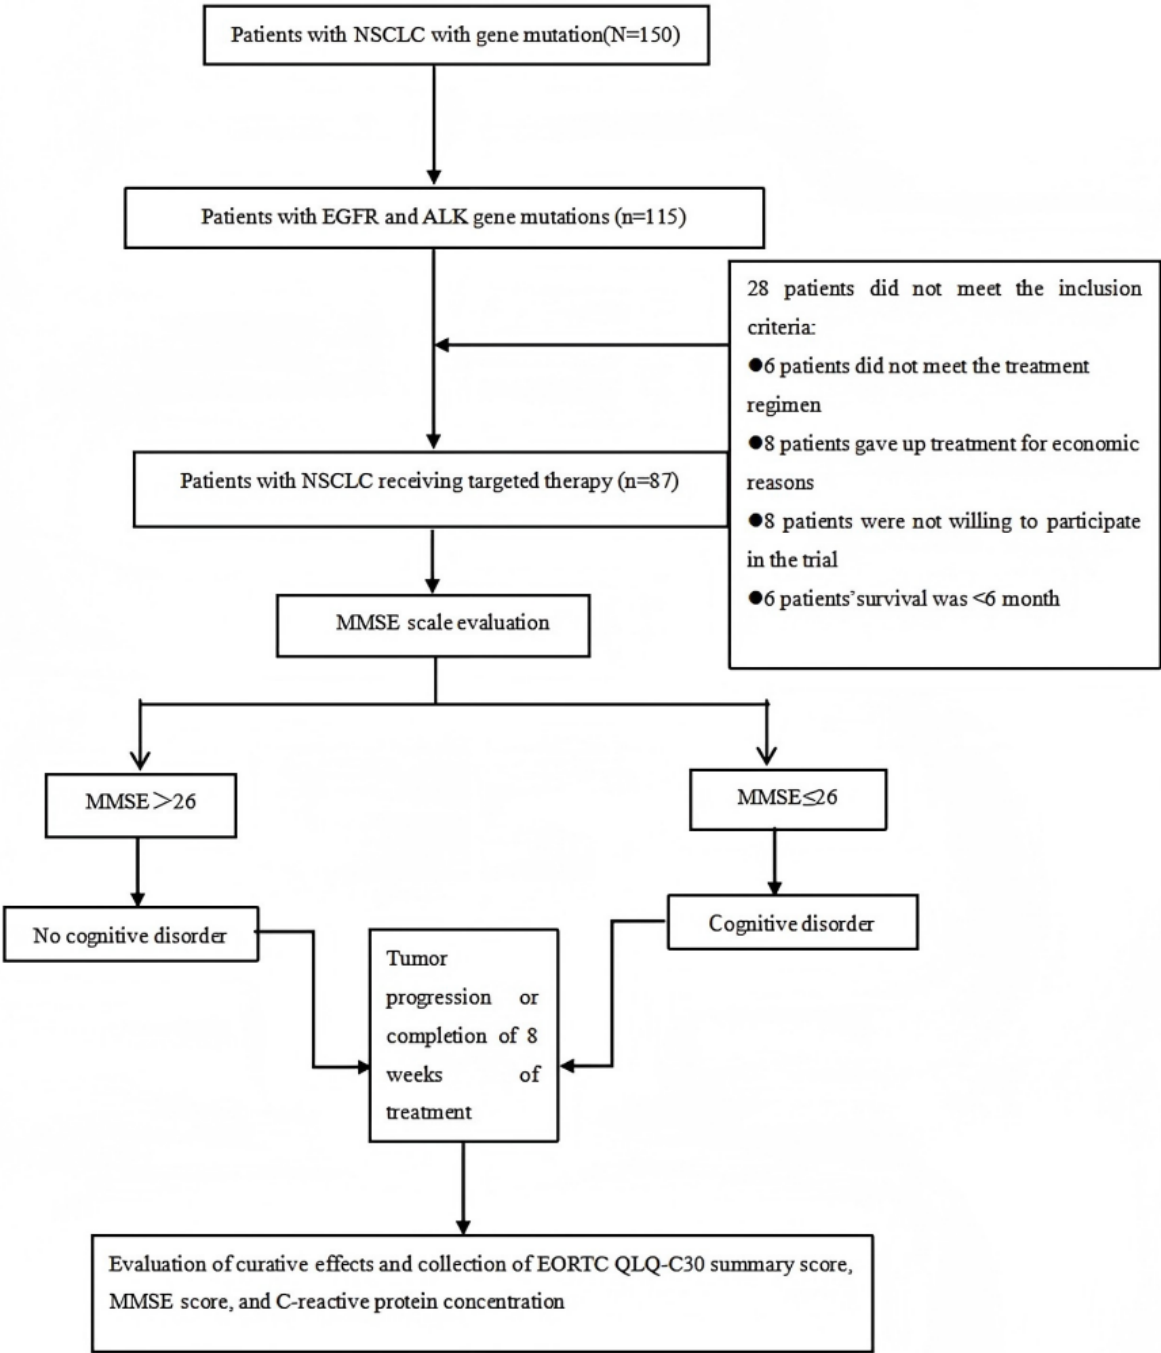 Patients with NSCLC with gene mutation(N=150)
Patients with EGFR and ALK gene mutations (n=115)
28 patients did not meet the inclusion
criteria:
●6 patients did not meet the treatment
regimen
●8 patients gave up treatment for economic
reasons
●8 patients were not willing to participate
in the trial
●6 patients'survival was <6 month
Patients with NSCLC receiving targeted therapy (n=87)
MMSE scale evaluation
MMSE>26
MMSE≤26
No cognitive disorder
Cognitive disorder
Tumor
progression or
completion of 8
weeks of
treatment
Evaluation of curative effects and collection of EORTC QLQ-C30 summary score,
MMSE score, and C-reactive protein concentration